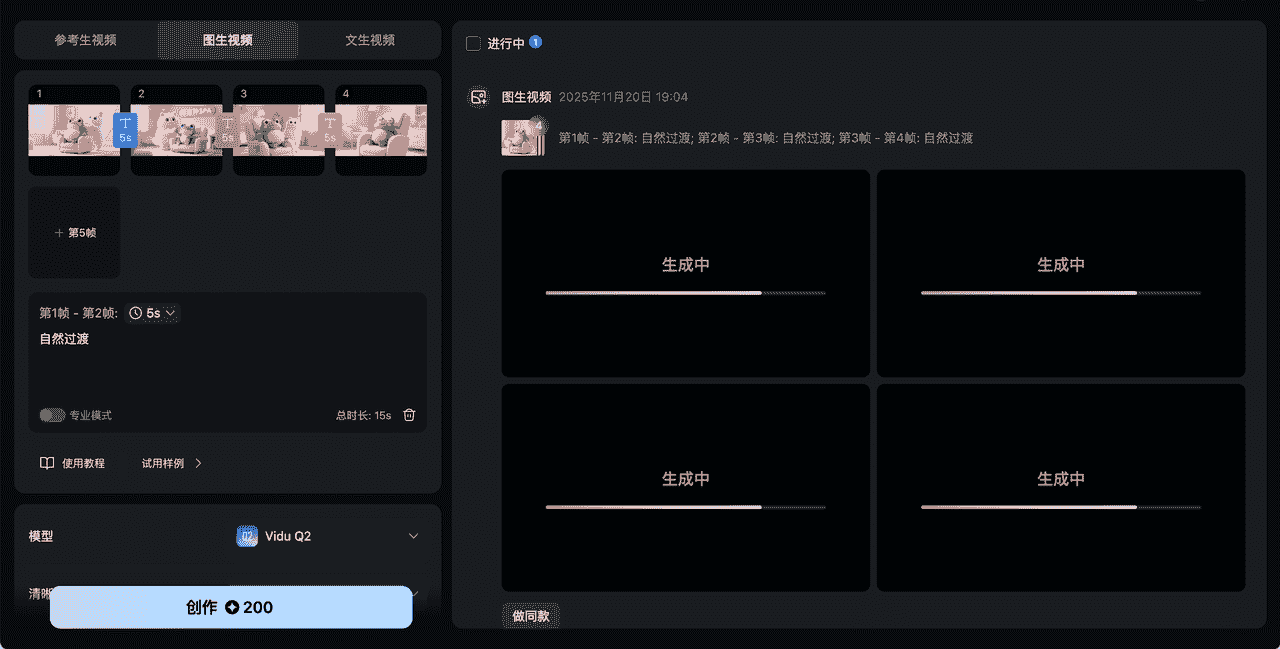 参考生视频
图生视频
文生视频
1
2
3
4
5s
5s
5s
第5帧
第1帧 - 第2帧: 5s
自然过渡
专业模式
总时长: 15s
使用教程
试用样例
模型
Q2 Vidu Q2
清晰
创作 200
进行中 1
图生视频 2025年11月20日 19:04
4
第1帧 - 第2帧: 自然过渡; 第2帧 - 第3帧: 自然过渡; 第3帧 - 第4帧: 自然过渡
生成中
生成中
生成中
生成中
做同款